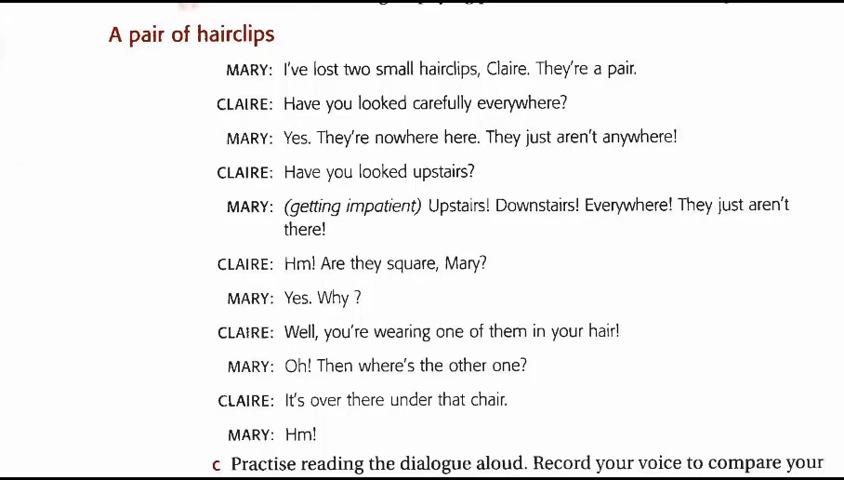 A pair of hairclips
MARY: I've lost two small hairclips, Claire. They're a pair.
CLAIRE: Have you looked carefully everywhere?
MARY: Yes. They're nowhere here. They just aren't anywhere!
CLAIRE: Have you looked upstairs?
MARY: (getting impatient) Upstairs! Downstairs! Everywhere! They just aren't
there!
CLAIRE: Hm! Are they square, Mary?
MARY: Yes. Why ?
CLAIRE: Well, you're wearing one of them in your hair!
MARY: Oh! Then where's the other one?
CLAIRE: It's over there under that chair.
MARY: Hm!
c Practise reading the dialogue aloud. Record your voice to compare your